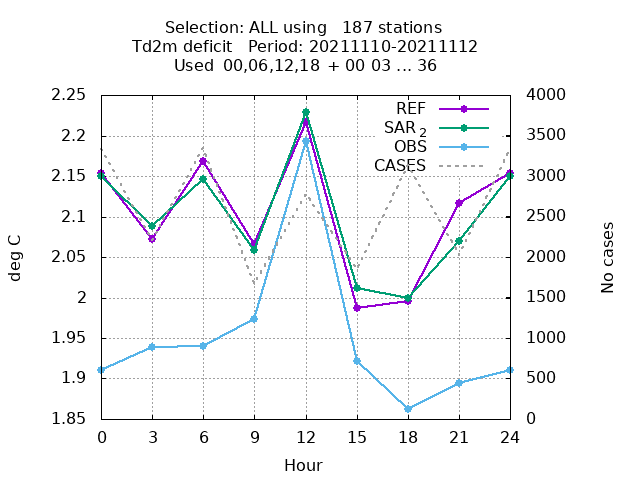 Selection: ALL using   187 stations
Td2m deficit   Period: 20211110-20211112
Used 00,06,12,18 + 00 03 ... 36
REF
SAR 2
OBS
CASES
2.25
2.2
2.15
2.1
2.05
2
1.95
1.9
1.85
4000
3500
3000
2500
2000
1500
1000
500
0
deg C
No cases
0 3 6 9 12 15 18 21 24
Hour